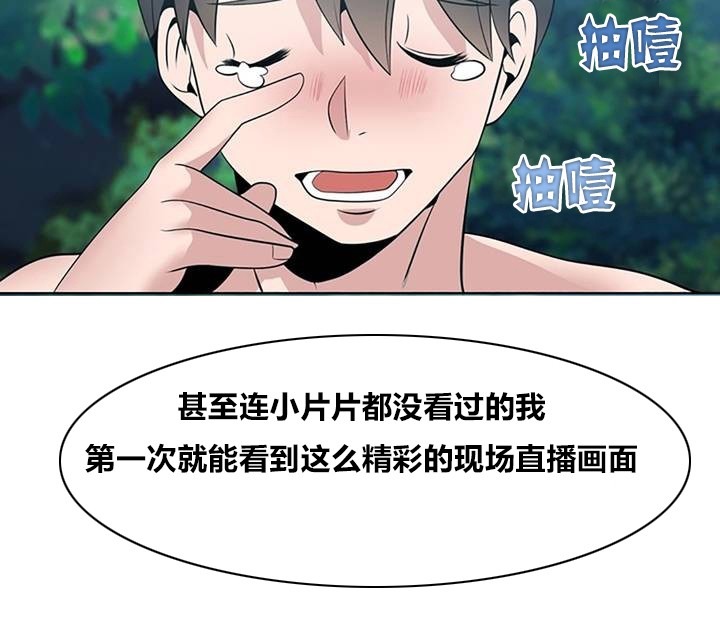 抽噎
抽噎
甚至连小片片都没看过的我
第一次就能看到这么精彩的现场直播画面